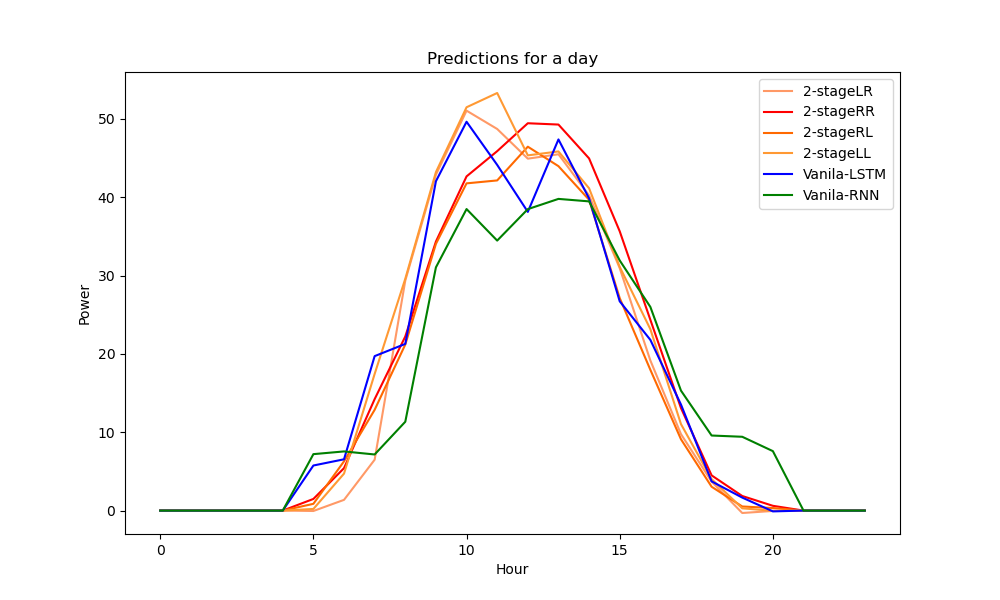 Predictions for a day
2-stageLR
2-stageRR
2-stageRL
2-stageLL
Vanila-LSTM
Vanila-RNN
Power
50
40
30
20
10
0
0 5 10 15 20
Hour